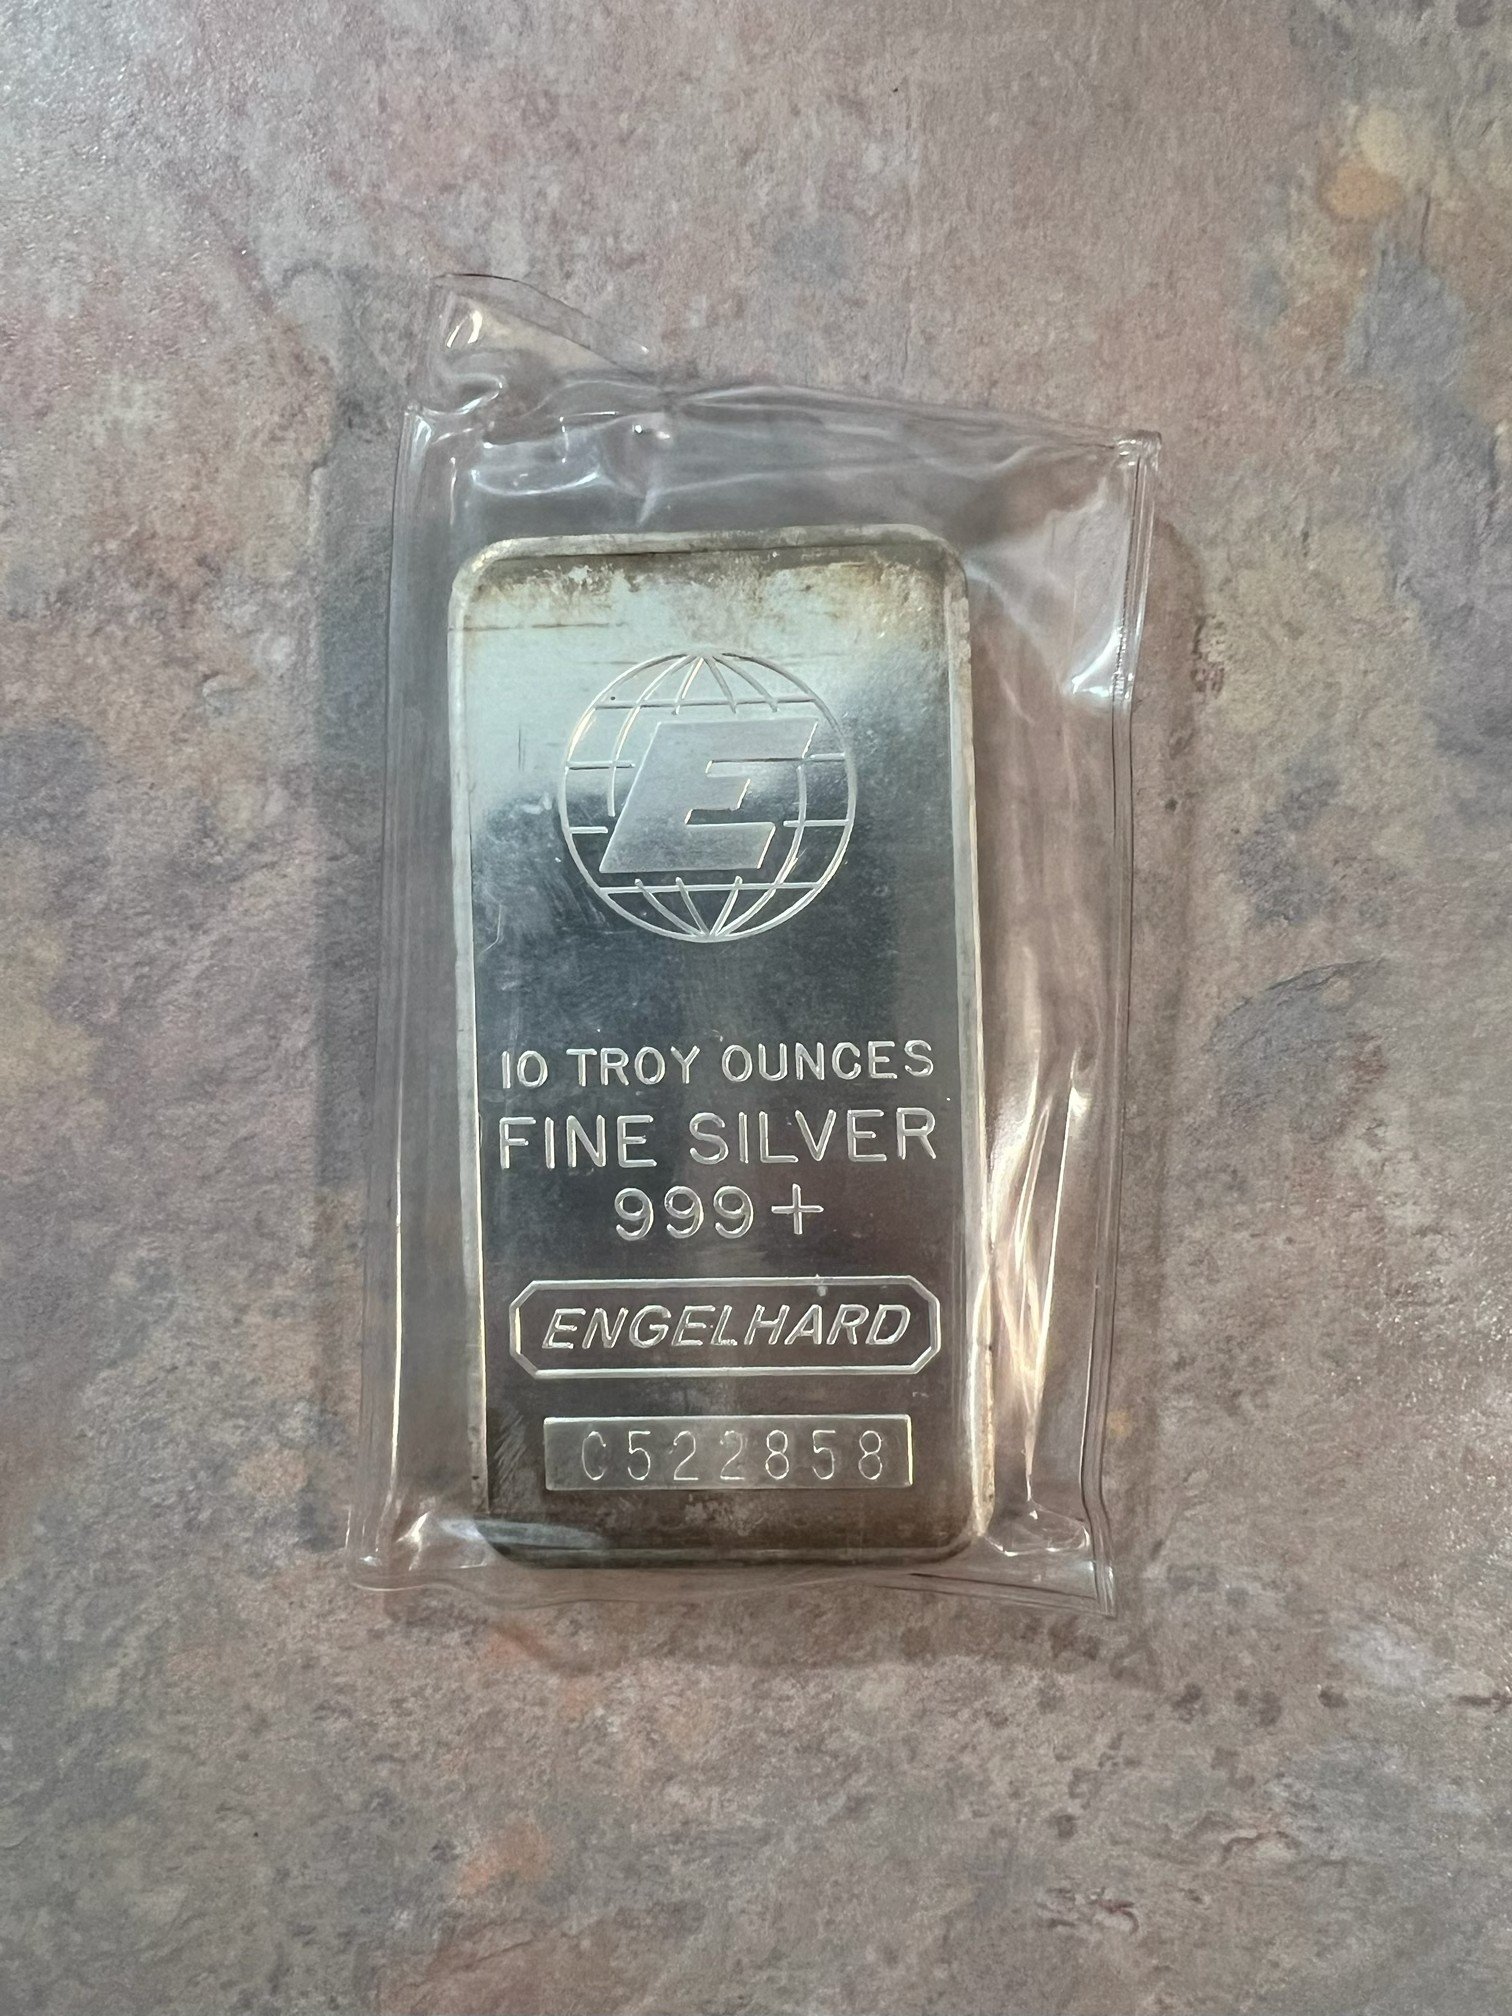 E
10 TROY OUNCES
FINE SILVER
999+
ENGELHARD
C522858